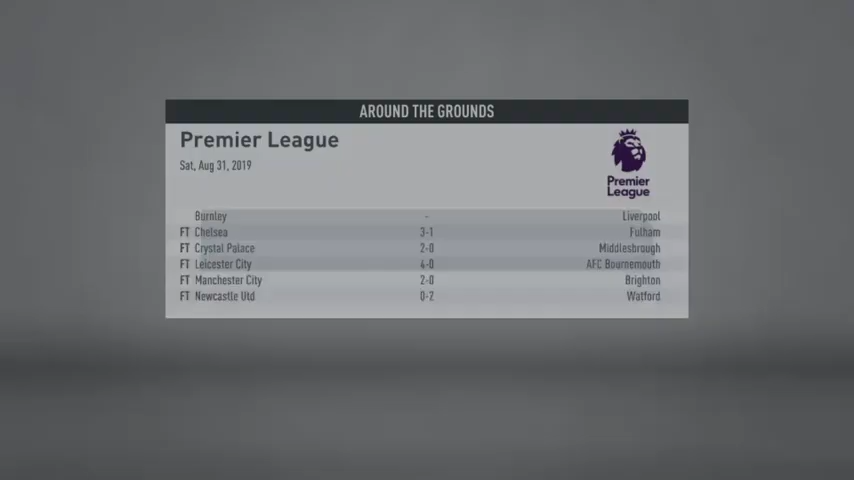 AROUND THE GROUNDS
Premier League
Sat, Aug 31, 2019
Premier
League
Burnley - Liverpool
FT Chelsea 3-1 Fulham
FT Crystal Palace 2-0 Middlesbrough
FT Leicester City 4-0 AFC Bournemouth
FT Manchester City 2-0 Brighton
FT Newcastle Utd 0-2 Watford